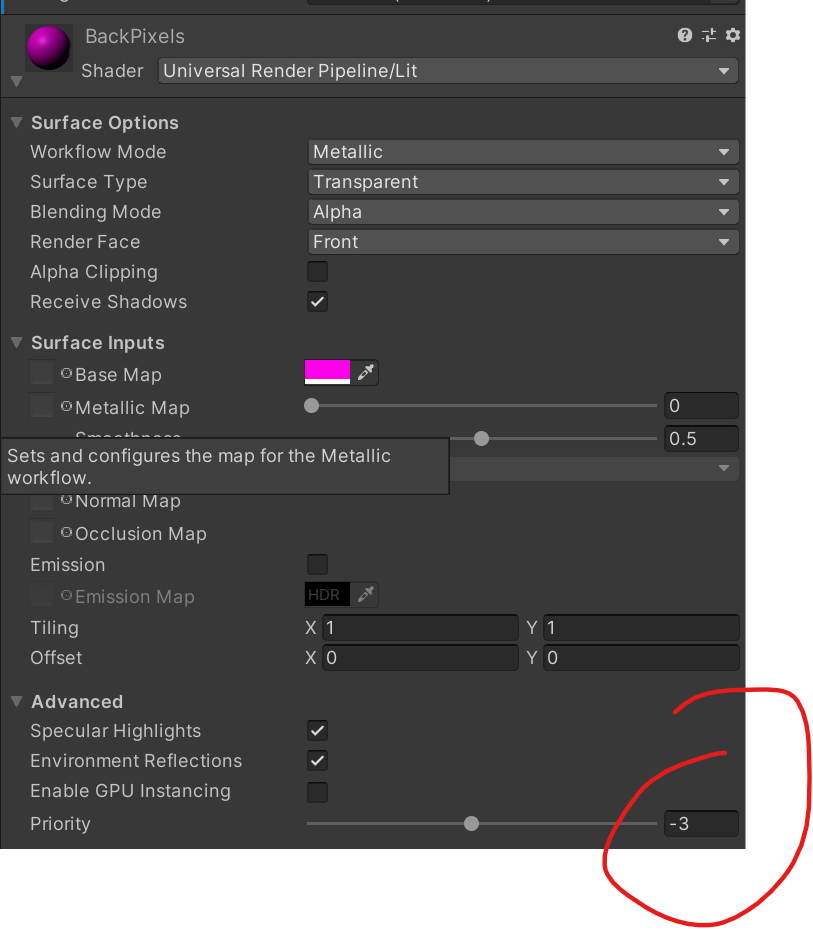 BackPixels
Shader Universal Render Pipeline/Lit
Surface Options
Workflow Mode Metallic
Surface Type Transparent
Blending Mode Alpha
Render Face Front
Alpha Clipping
Receive Shadows
Surface Inputs
Base Map
Metallic Map 0
Smoothness 0.5
Sets and configures the map for the Metallic
workflow.
Normal Map
Occlusion Map
Emission
Emission Map HDR
Tiling X 1 Y 1
Offset X 0 Y 0
Advanced
Specular Highlights
Environment Reflections
Enable GPU Instancing
Priority -3